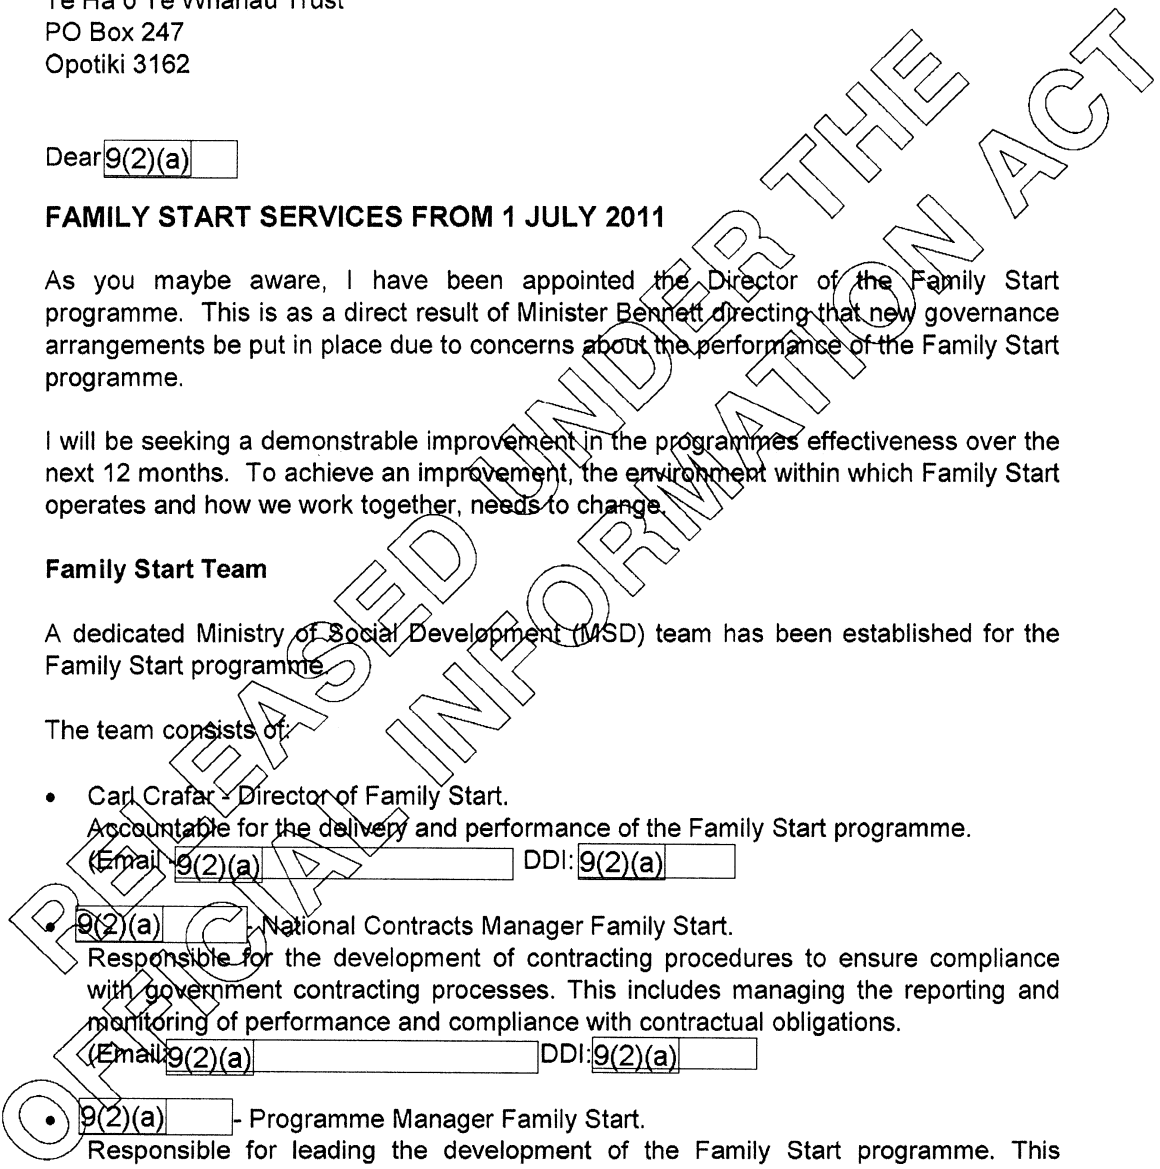 Te Ha o Te Whanau Trust
PO Box 247
Opotiki 3162
Dear 9(2)(a)
FAMILY START SERVICES FROM 1 JULY 2011
As you maybe aware, I have been appointed the Director of the Family Start
programme. This is as a direct result of Minister Bennett directing that new governance
arrangements be put in place due to concerns about the performance of the Family Start
programme.
I will be seeking a demonstrable improvement in the programmes effectiveness over the
next 12 months. To achieve an improvement, the environment within which Family Start
operates and how we work together, needs to change.
Family Start Team
A dedicated Ministry of Social Development (MSD) team has been established for the
Family Start programme.
The team consists of:
• Carl Crafar - Director of Family Start.
Accountable for the delivery and performance of the Family Start programme.
(Email - 9(2)(a) DDI: 9(2)(a)
• 9(2)(a) - National Contracts Manager Family Start.
Responsible for the development of contracting procedures to ensure compliance
with government contracting processes. This includes managing the reporting and
monitoring of performance and compliance with contractual obligations.
(Email: 9(2)(a) DDI: 9(2)(a)
• 9(2)(a) - Programme Manager Family Start.
Responsible for leading the development of the Family Start programme. This
RELEASED UNDER THE
OFFICIAL INFORMATION ACT